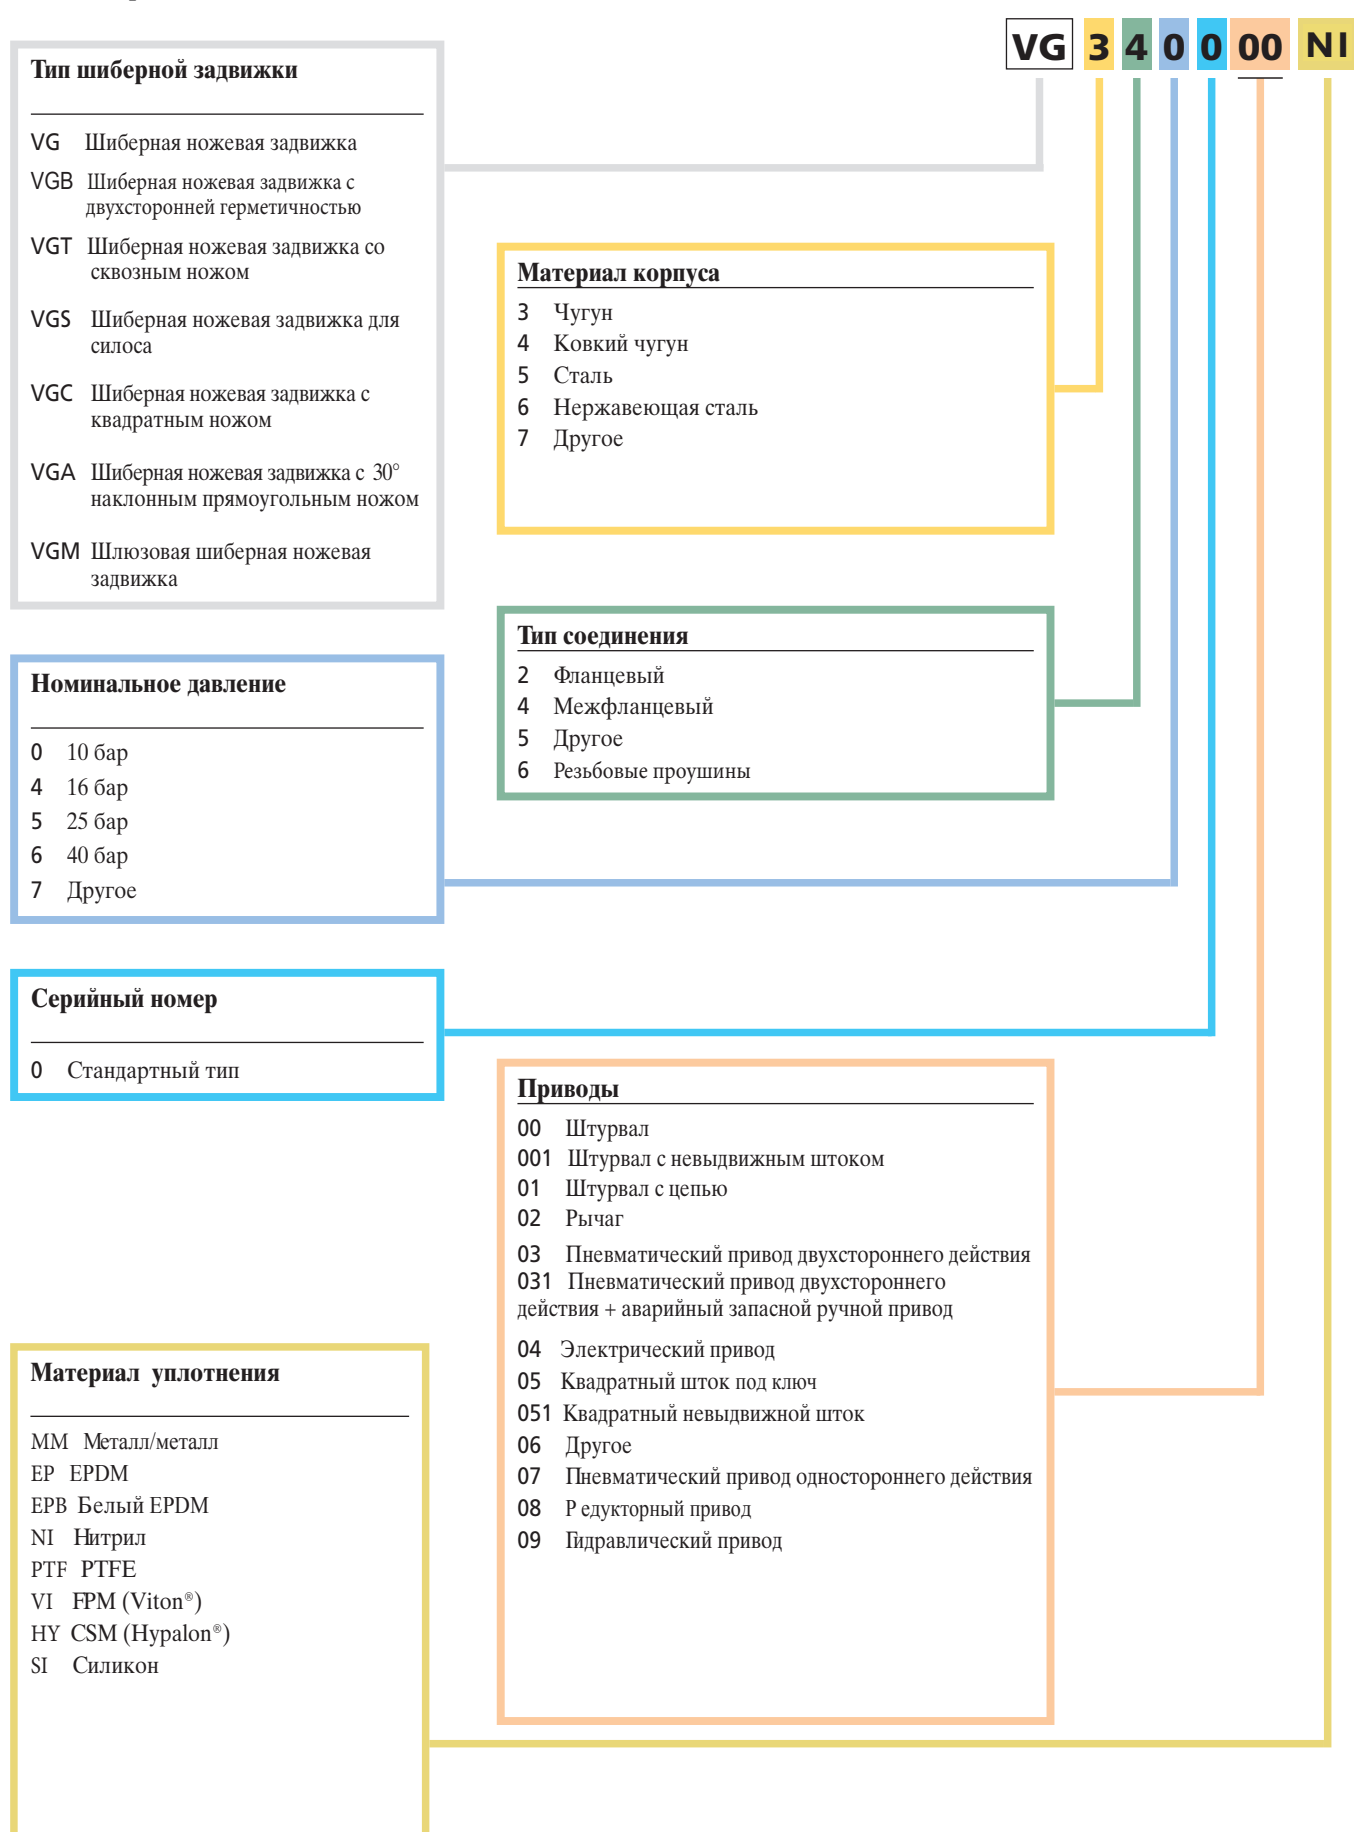 VG 3 4 0 0 00 NI
Тип шиберной задвижки
VG Шиберная ножевая задвижка
VGB Шиберная ножевая задвижка с
двухсторонней герметичностью
VGT Шиберная ножевая задвижка со
сквозным ножом
VGS Шиберная ножевая задвижка для
силоса
VGC Шиберная ножевая задвижка с
квадратным ножом
VGA Шиберная ножевая задвижка с 30°
наклонным прямоугольным ножом
VGM Шлюзовая шиберная ножевая
задвижка
Материал корпуса
3 Чугун
4 Ковкий чугун
5 Сталь
6 Нержавеющая сталь
7 Другое
Тип соединения
2 Фланцевый
4 Межфланцевый
5 Другое
6 Резьбовые проушины
Номинальное давление
0 10 бар
4 16 бар
5 25 бар
6 40 бар
7 Другое
Серийный номер
0 Стандартный тип
Приводы
00 Штурвал
001 Штурвал с невыдвижным штоком
01 Штурвал с цепью
02 Рычаг
03 Пневматический привод двухстороннего действия
031 Пневматический привод двухстороннего
действия + аварийный запасной ручной привод
04 Электрический привод
05 Квадратный шток под ключ
051 Квадратный невыдвижной шток
06 Другое
07 Пневматический привод одностороннего действия
08 Р едукторный привод
09 Гидравлический привод
Материал уплотнения
MM Металл/металл
EP EPDM
EPB Белый EPDM
NI Нитрил
PTF PTFE
VI FPM (Viton®)
HY CSM (Hypalon®)
SI Силикон